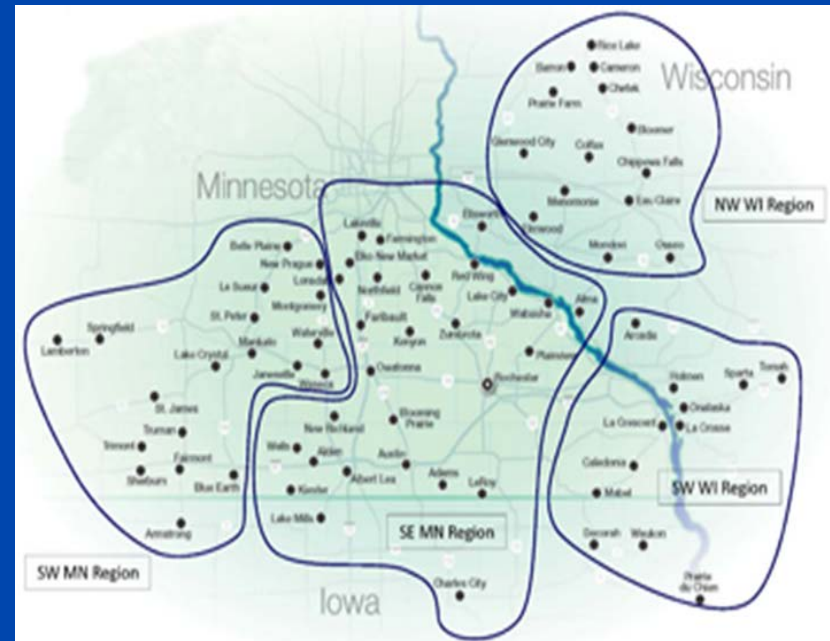 Rice Lake
Barron
Cameron
Wisconsin
Chetek
Prairie Farm
Bloomer
Glenwood City
Colfax
Chippewa Falls
Minnesota
Menomonie
Eau Claire
NW WI Region
Ellsworth
Elmwood
Lakeville
Farmington
Mondovi
Osseo
Belle Plaine
Elko New Market
New Prague
Lonsdale
Red Wing
Le Sueur
Northfield
Cannon
Falls
Lake City
Montgomery
Wabasha
Alma
St. Peter
Faribault
Arcadia
Springfield
Waterville
Kenyon
Zumbrota
Lamberton
Mankato
Plainview
Lake Crystal
Janesville
Owatonna
Holmen
Sparta
Tomah
Waseca
Rochester
St. James
Onalaska
New Richland
Blooming
Prairie
La Crescent
La Crosse
Truman
Trimont
Wells
Alden
Austin
Caledonia
Sherburn
Fairmont
Albert Lea
Blue Earth
Adams
LeRoy
SW WI Region
Kiester
Mabel
Lake Mills
Armstrong
SE MN Region
Decorah
Waukon
SW MN Region
Charles City
Prairie
du Chien
Iowa